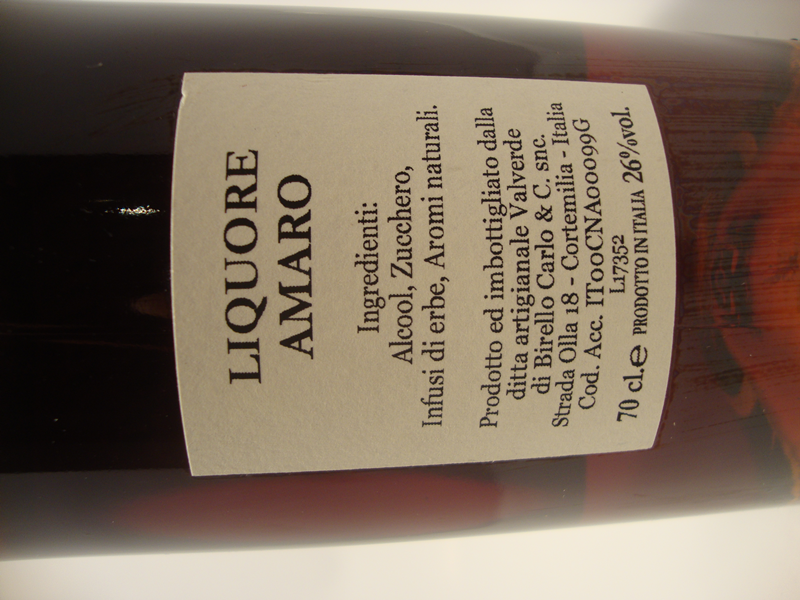 LIQUORE
AMARO
Ingredienti:
Alcool, Zucchero,
Infusi di erbe, Aromi naturali.
Prodotto ed imbottigliato dalla
ditta artigianale Valverde
di Birello Carlo & C. snc.
Strada Olla 18 - Cortemilia - Italia
Cod. Acc. IT00CNA00099G
L17352
70 cl.e PRODOTTO IN ITALIA 26%vol.